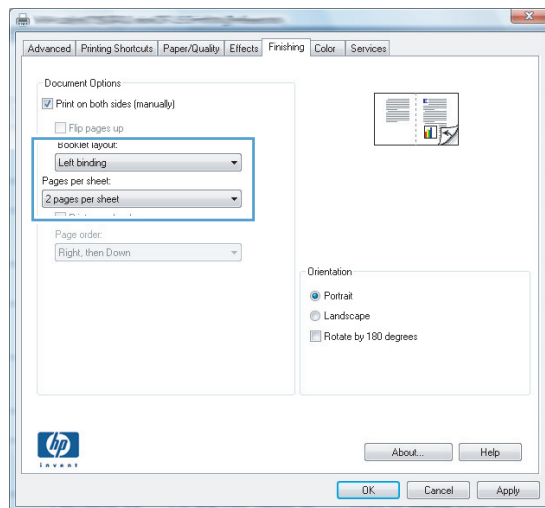 Advanced Printing Shortcuts Paper/Quality Effects Finishing Color Services
Document Options
Print on both sides (manually)
Flip pages up
Booklet layout:
Left binding
Pages per sheet:
2 pages per sheet
Page order:
Right, then Down
Orientation
Portrait
Landscape
Rotate by 180 degrees
hp
invent
About... Help
OK Cancel Apply